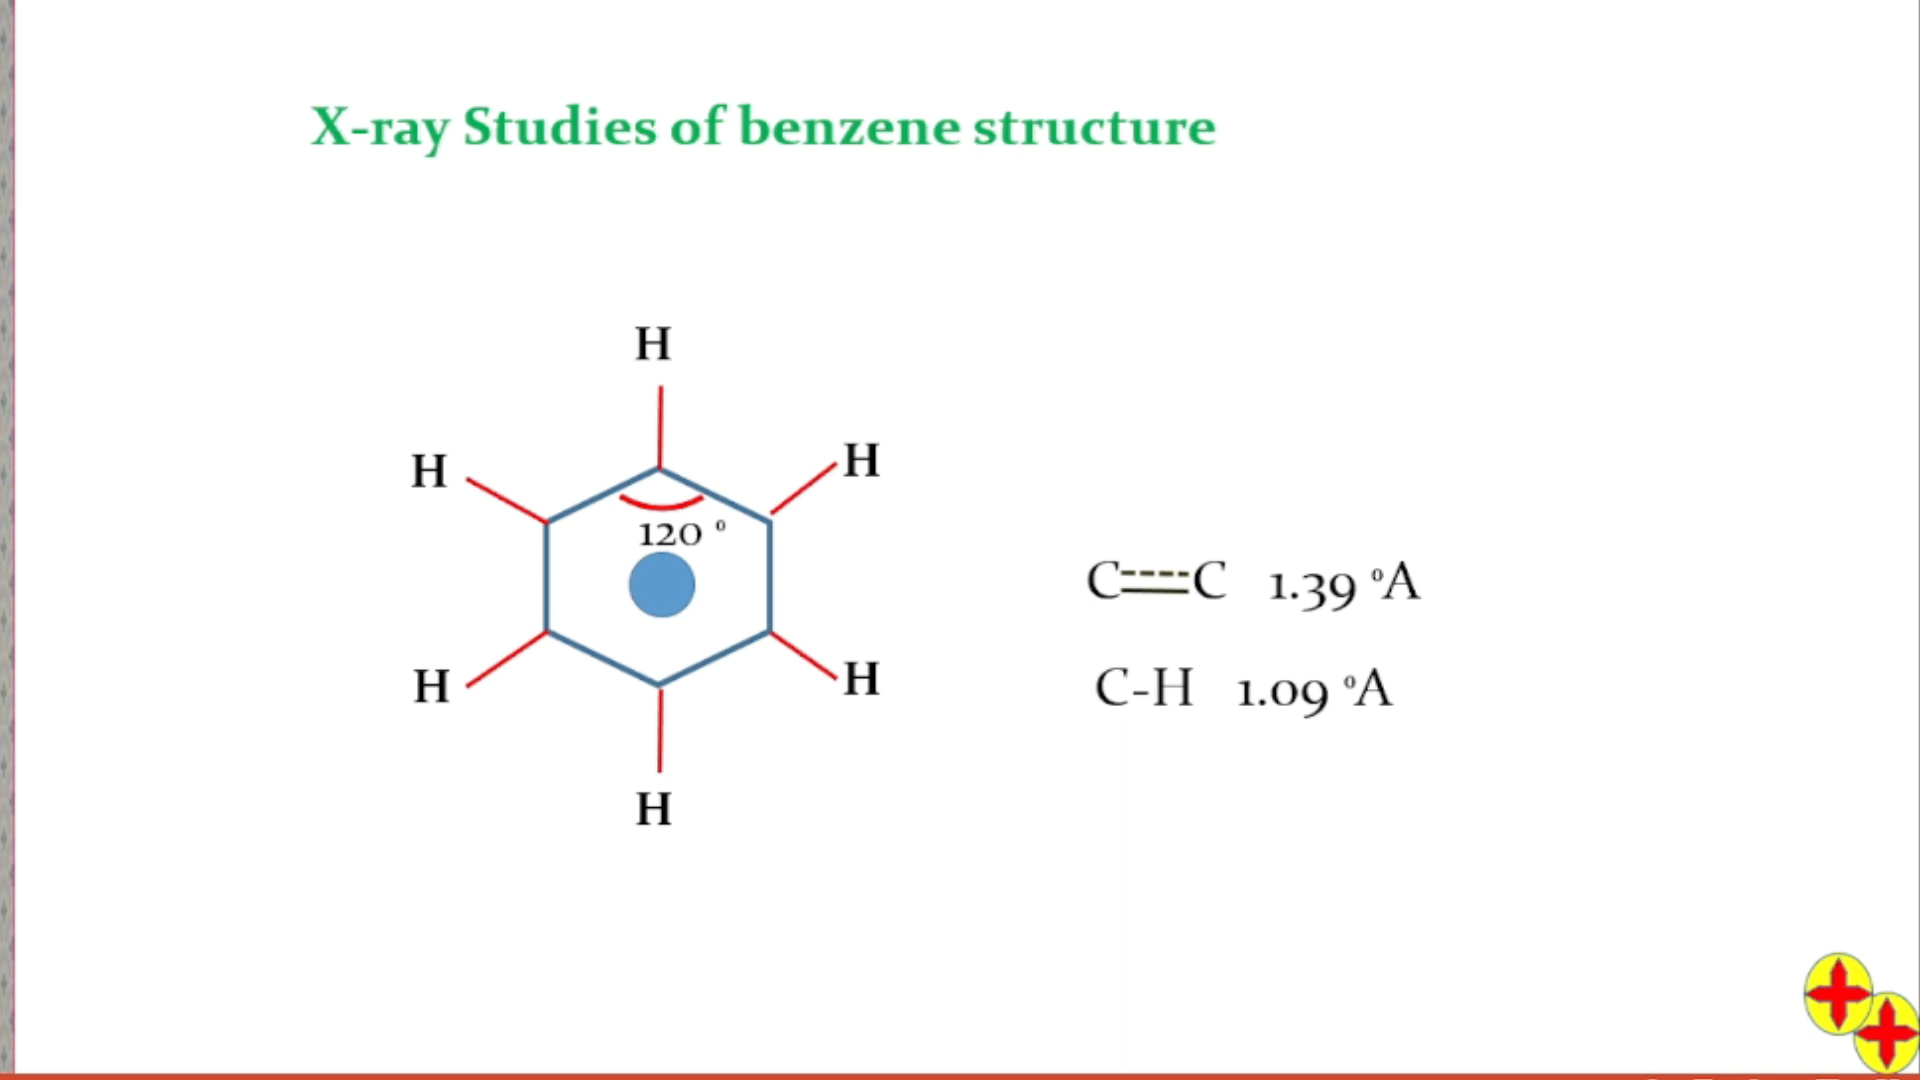 X-ray Studies of benzene structure
H
H
H
120 °
C==C 1.39 °A
H
H
C-H 1.09 °A
H